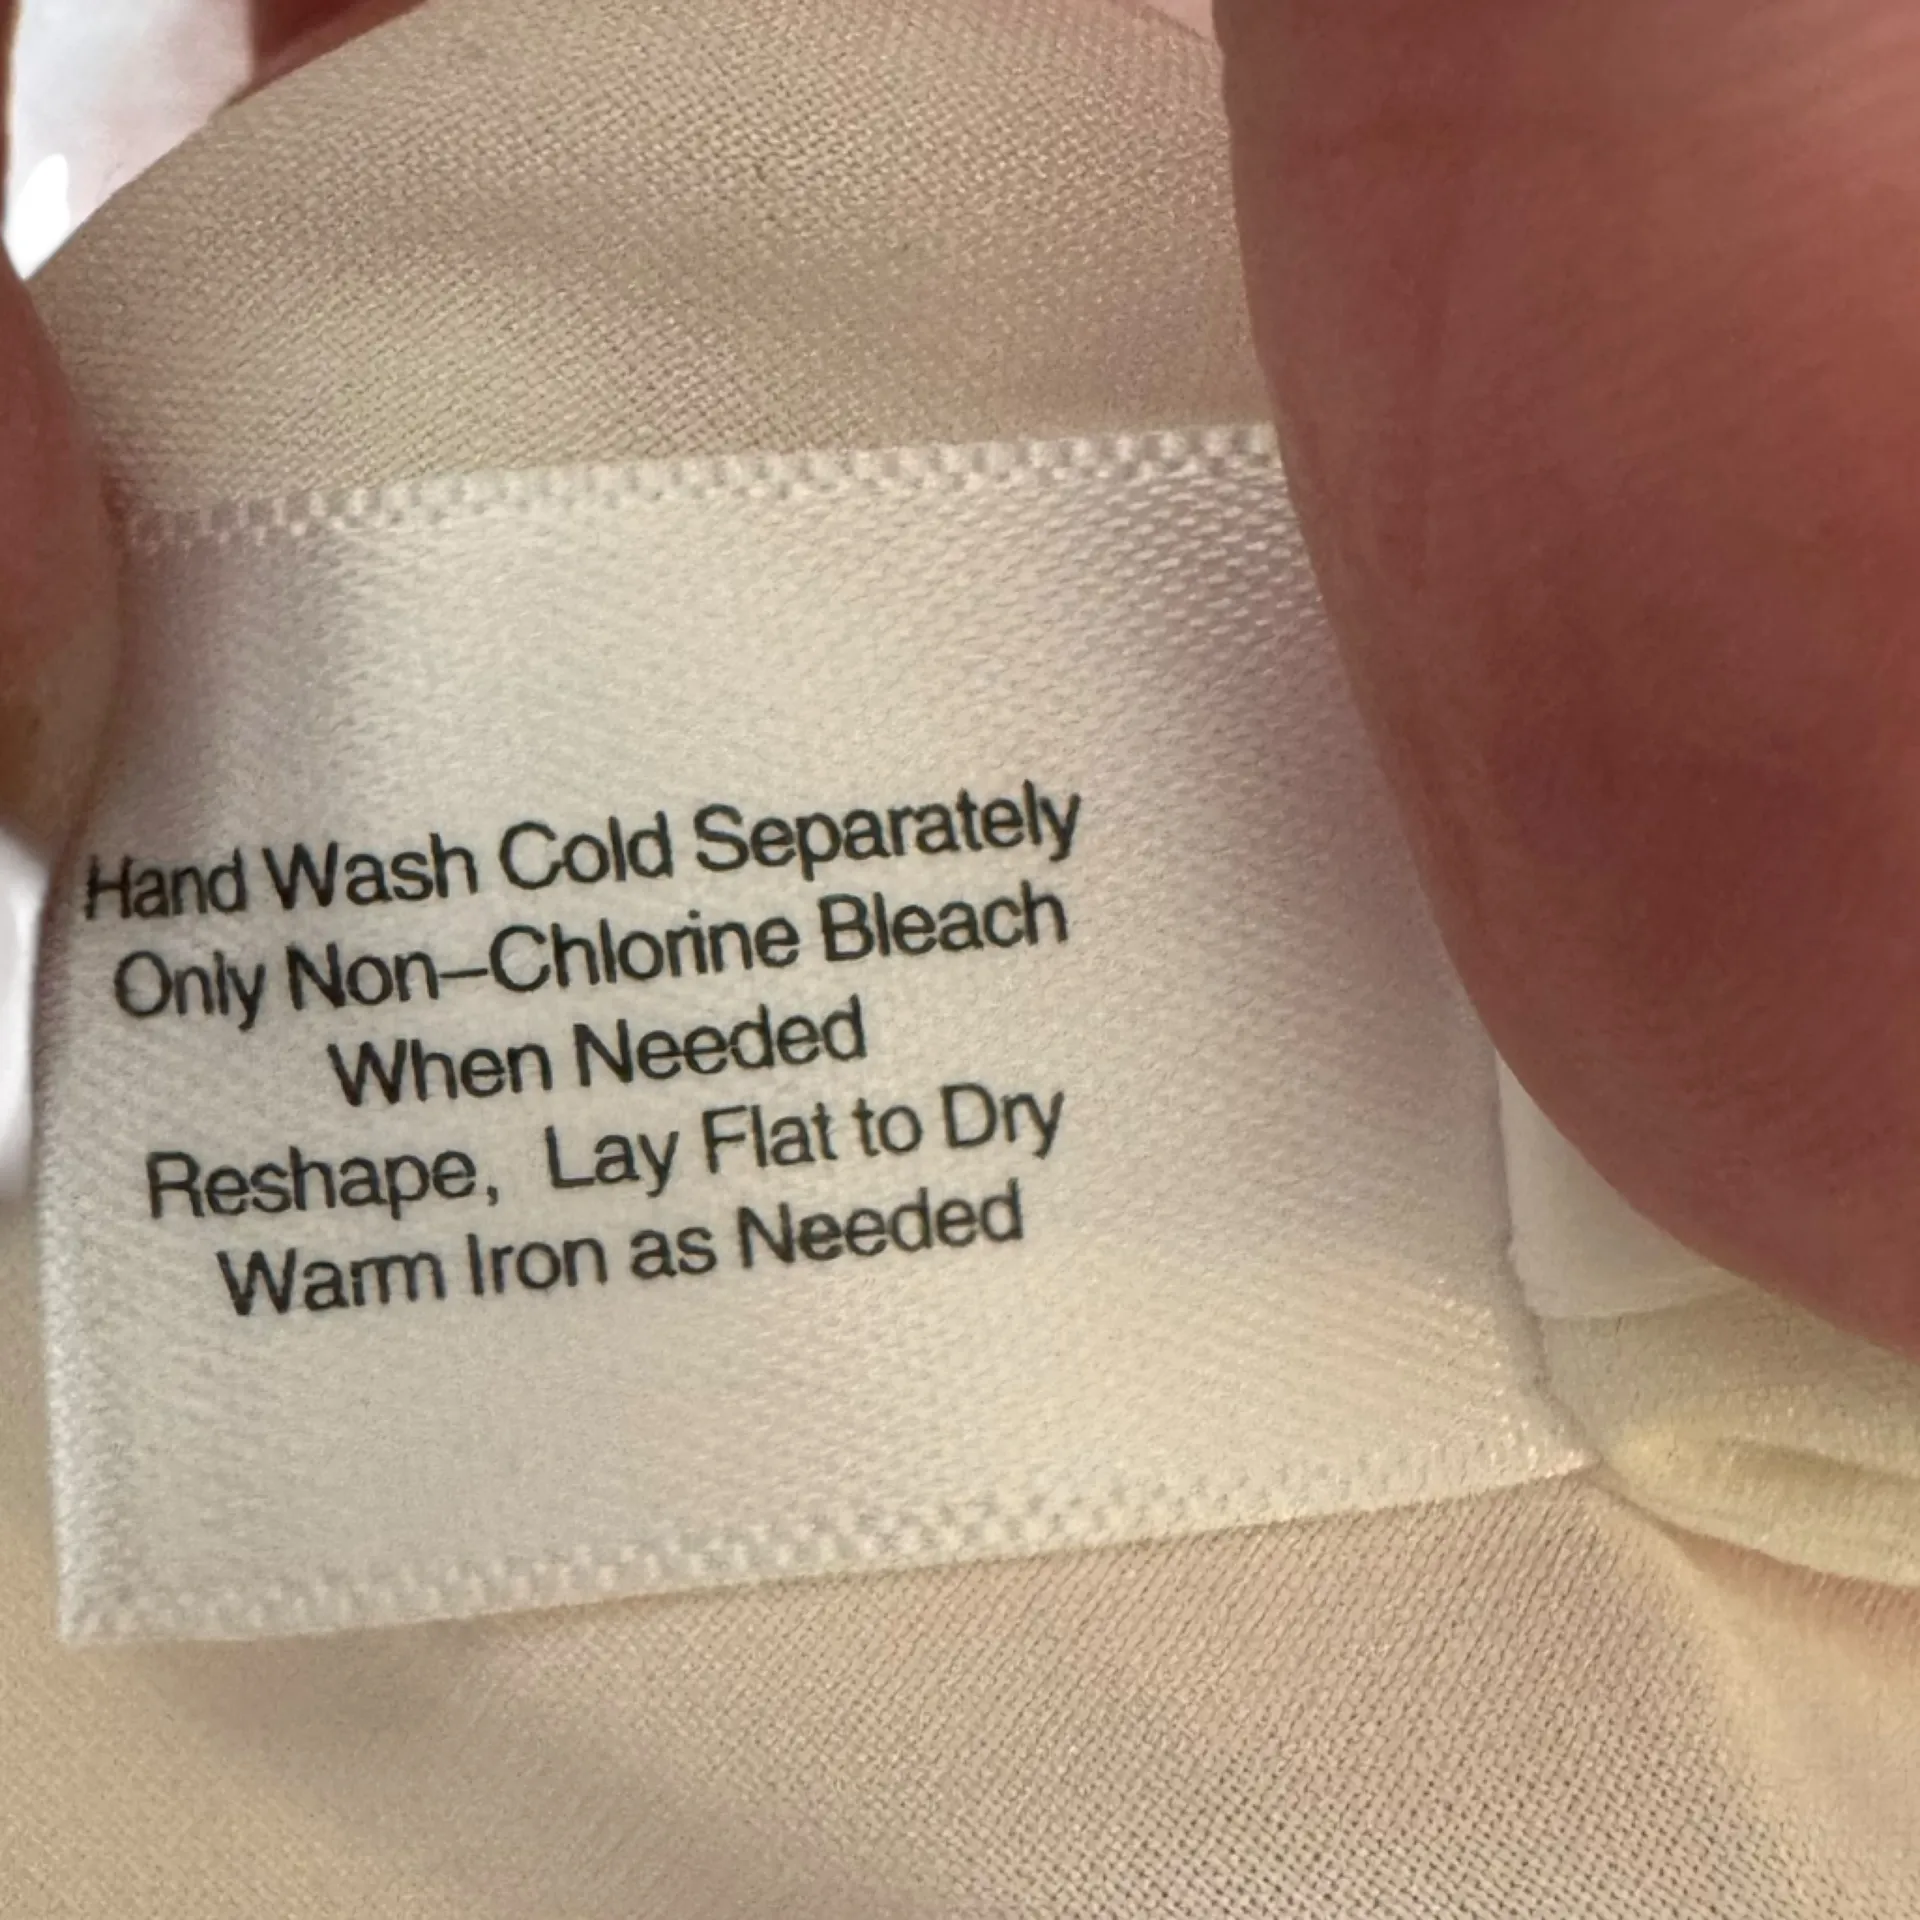 Hand Wash Cold Separately
Only Non–Chlorine Bleach
When Needed
Reshape, Lay Flat to Dry
Warm Iron as Needed